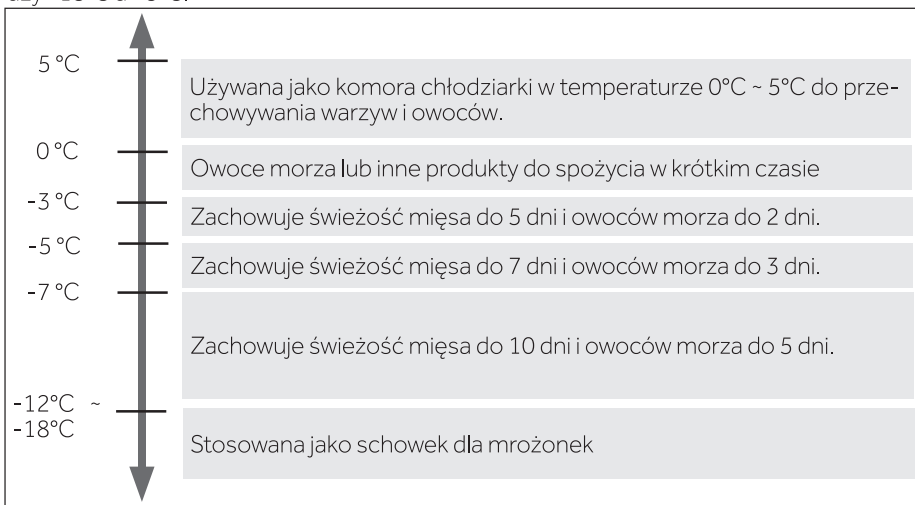 5 °C
Używana jako komora chłodziarki w temperaturze 0°C ~ 5°C do prze-
chowywania warzyw i owoców.
0 °C
Owoce morza lub inne produkty do spożycia w krótkim czasie
-3 °C
Zachowuje świeżość mięsa do 5 dni i owoców morza do 2 dni.
-5 °C
Zachowuje świeżość mięsa do 7 dni i owoców morza do 3 dni.
-7 °C
Zachowuje świeżość mięsa do 10 dni i owoców morza do 5 dni.
-12°C ~
-18°C
Stosowana jako schowek dla mrożonek